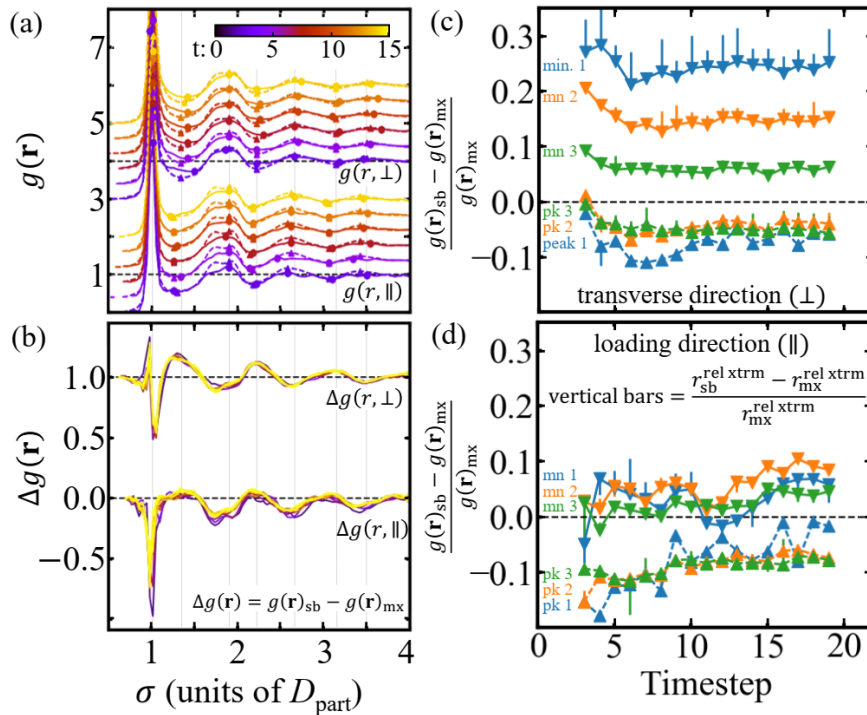 (a)
t: 0 5 10 15
7
5
3
1
g(r)
g(r,⊥)
g(r,∥)
(b)
1.0
0.5
0.0
−0.5
Δg(r)
Δg(r,⊥)
Δg(r,∥)
Δg(r) = g(r)sb − g(r)mx
1 2 3 4
σ (units of Dpart)
(c)
0.3
0.2
0.1
0.0
−0.1
g(r)sb − g(r)mx
g(r)mx
min. 1
mn 2
mn 3
pk 3
pk 2
peak 1
transverse direction (⊥)
(d)
0.3
0.2
0.1
0.0
−0.1
g(r)sb − g(r)mx
g(r)mx
loading direction (∥)
vertical bars = rsb^rel xtrm − rmx^rel xtrm
rmx^rel xtrm
mn 1
mn 2
mn 3
pk 3
pk 2
pk 1
0 5 10 15 20
Timestep